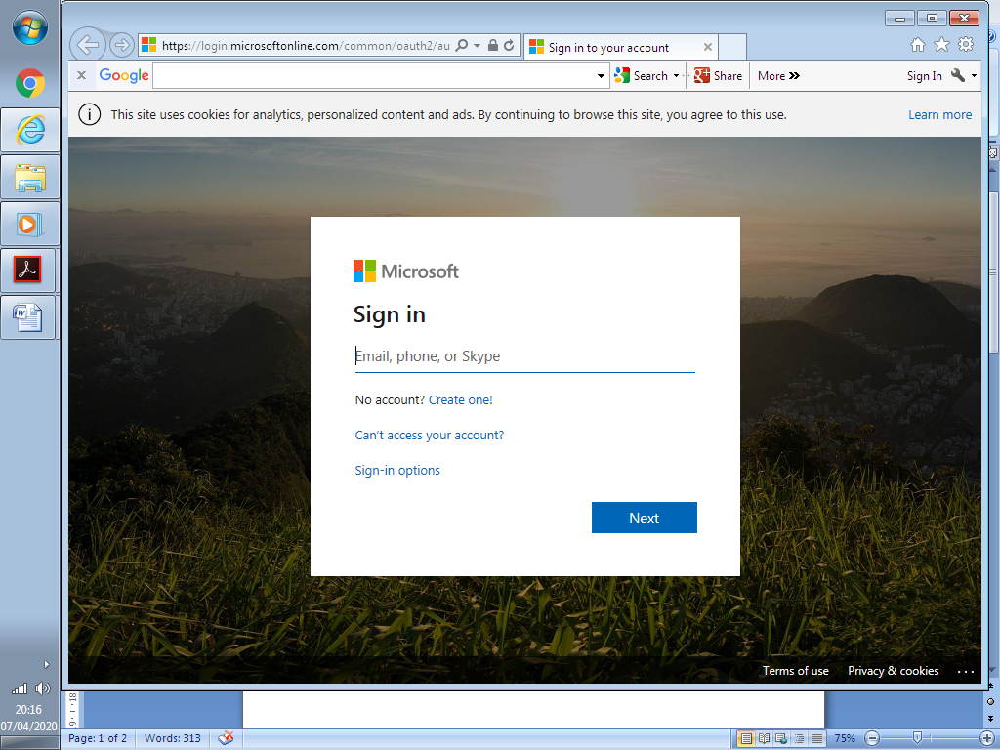 https://login.microsoftonline.com/common/oauth2/au
Sign in to your account
Google
Search
Share
More
Sign In
This site uses cookies for analytics, personalized content and ads. By continuing to browse this site, you agree to this use.
Learn more
Microsoft
Sign in
Email, phone, or Skype
No account? Create one!
Can't access your account?
Sign-in options
Next
Terms of use
Privacy & cookies
20:16
07/04/2020
Page: 1 of 2
Words: 313
75%